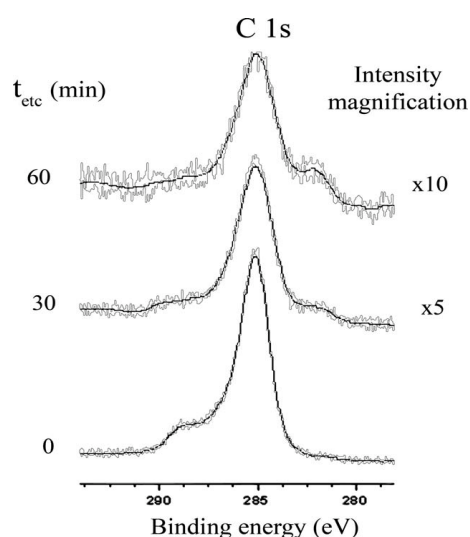 C 1s
t_etc (min)
Intensity
magnification
60
x10
30
x5
0
290 285 280
Binding energy (eV)